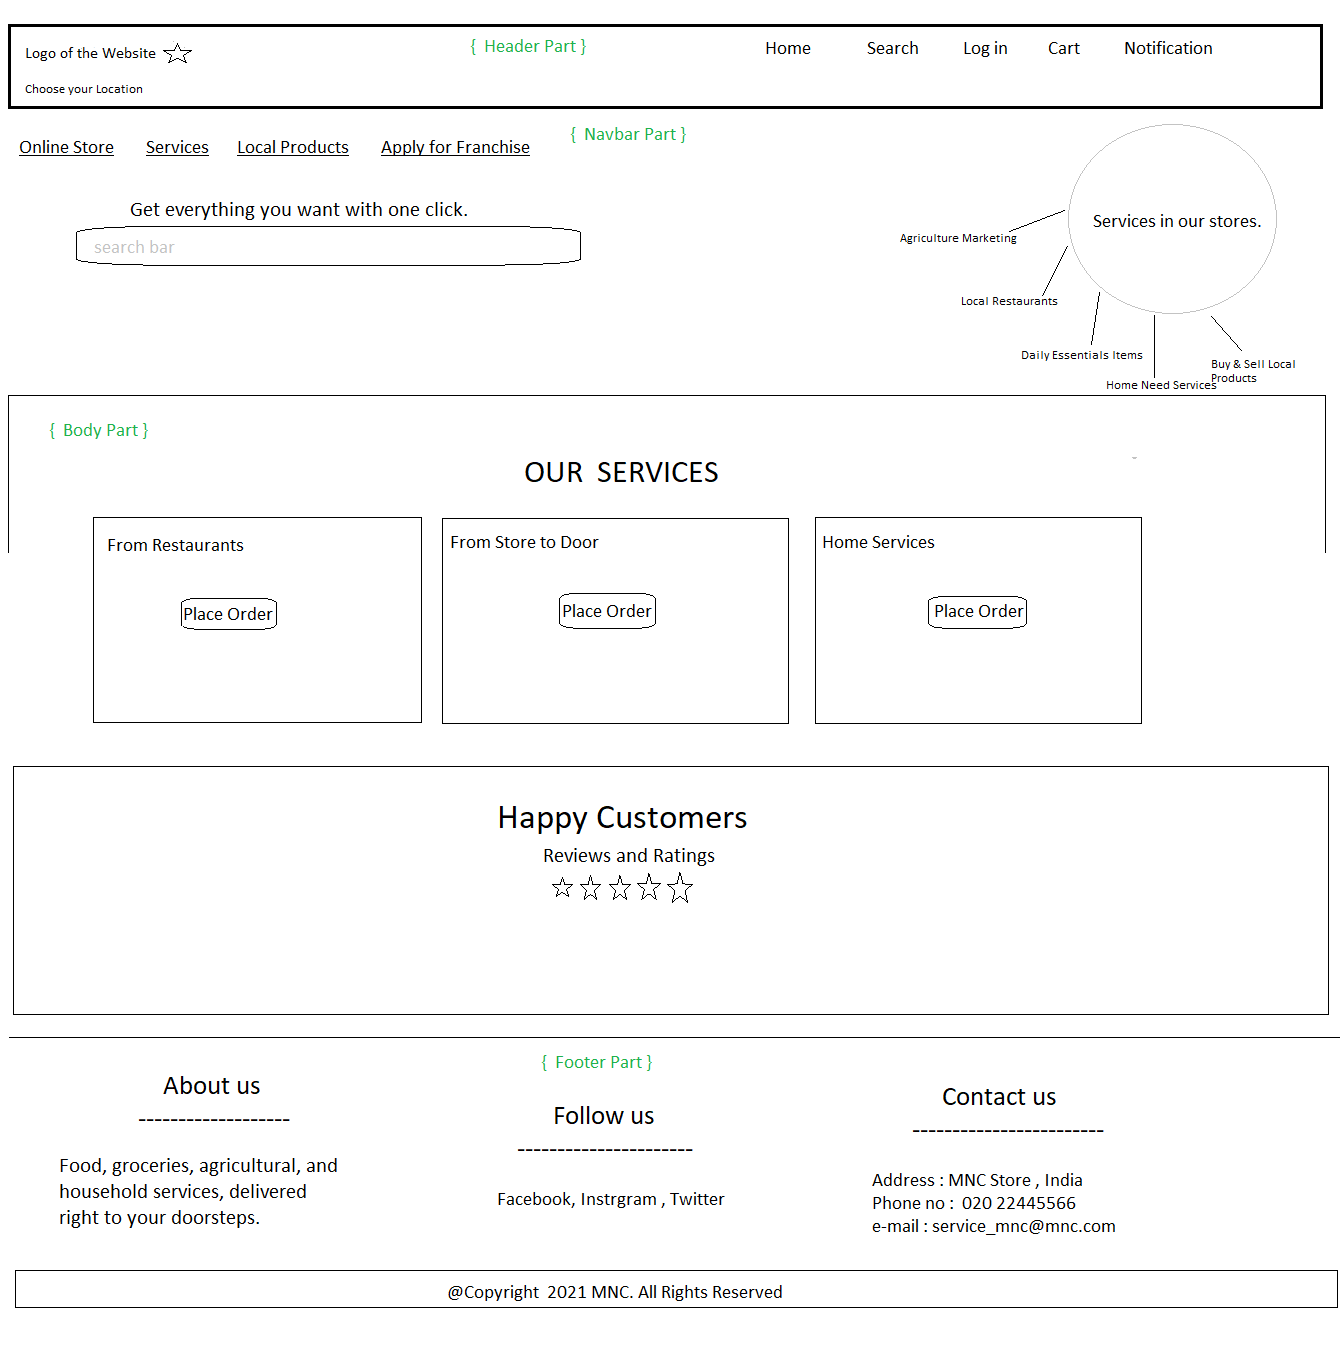 Logo of the Website
{ Header Part }
Home
Search
Log in
Cart
Notification
Choose your Location
{ Navbar Part }
Online Store
Services
Local Products
Apply for Franchise
Get everything you want with one click.
search bar
Services in our stores.
Agriculture Marketing
Local Restaurants
Daily Essentials Items
Home Need Services
Buy & Sell Local
Products
{ Body Part }
OUR SERVICES
From Restaurants
Place Order
From Store to Door
Place Order
Home Services
Place Order
Happy Customers
Reviews and Ratings
{ Footer Part }
About us
-------------------
Food, groceries, agricultural, and
household services, delivered
right to your doorsteps.
Follow us
----------------------
Facebook, Instrgram , Twitter
Contact us
------------------------
Address : MNC Store , India
Phone no : 020 22445566
e-mail : service_mnc@mnc.com
@Copyright 2021 MNC. All Rights Reserved